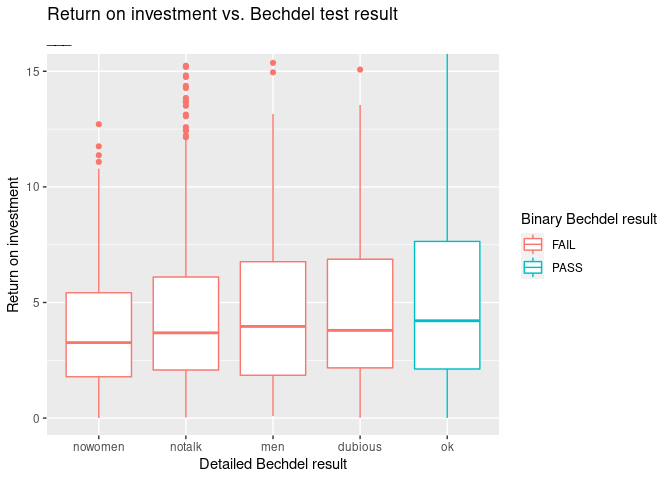 Return on investment vs. Bechdel test result
___
Return on investment
15
10
5
0
nowomen notalk men dubious ok
Detailed Bechdel result
Binary Bechdel result
FAIL
PASS